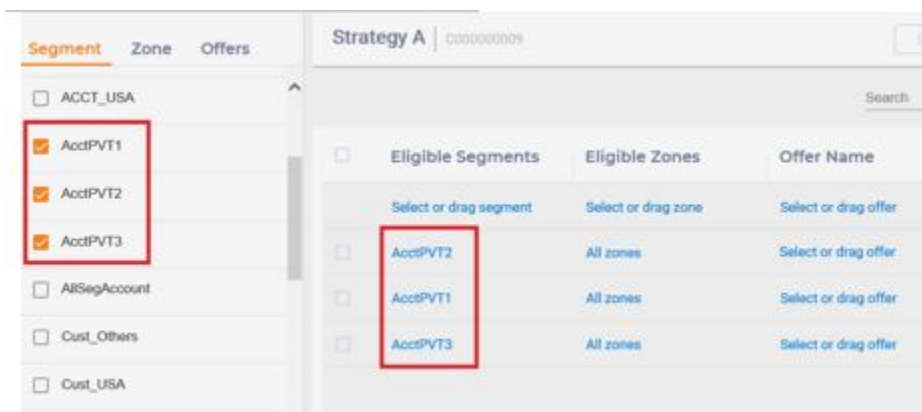 Segment Zone Offers
ACCT_USA
AcctPVT1
AcctPVT2
AcctPVT3
AllSegAccount
Cust_Others
Cust_USA
Strategy A | C000000009
Search
Eligible Segments Eligible Zones Offer Name
Select or drag segment Select or drag zone Select or drag offer
AcctPVT2 All zones Select or drag offer
AcctPVT1 All zones Select or drag offer
AcctPVT3 All zones Select or drag offer